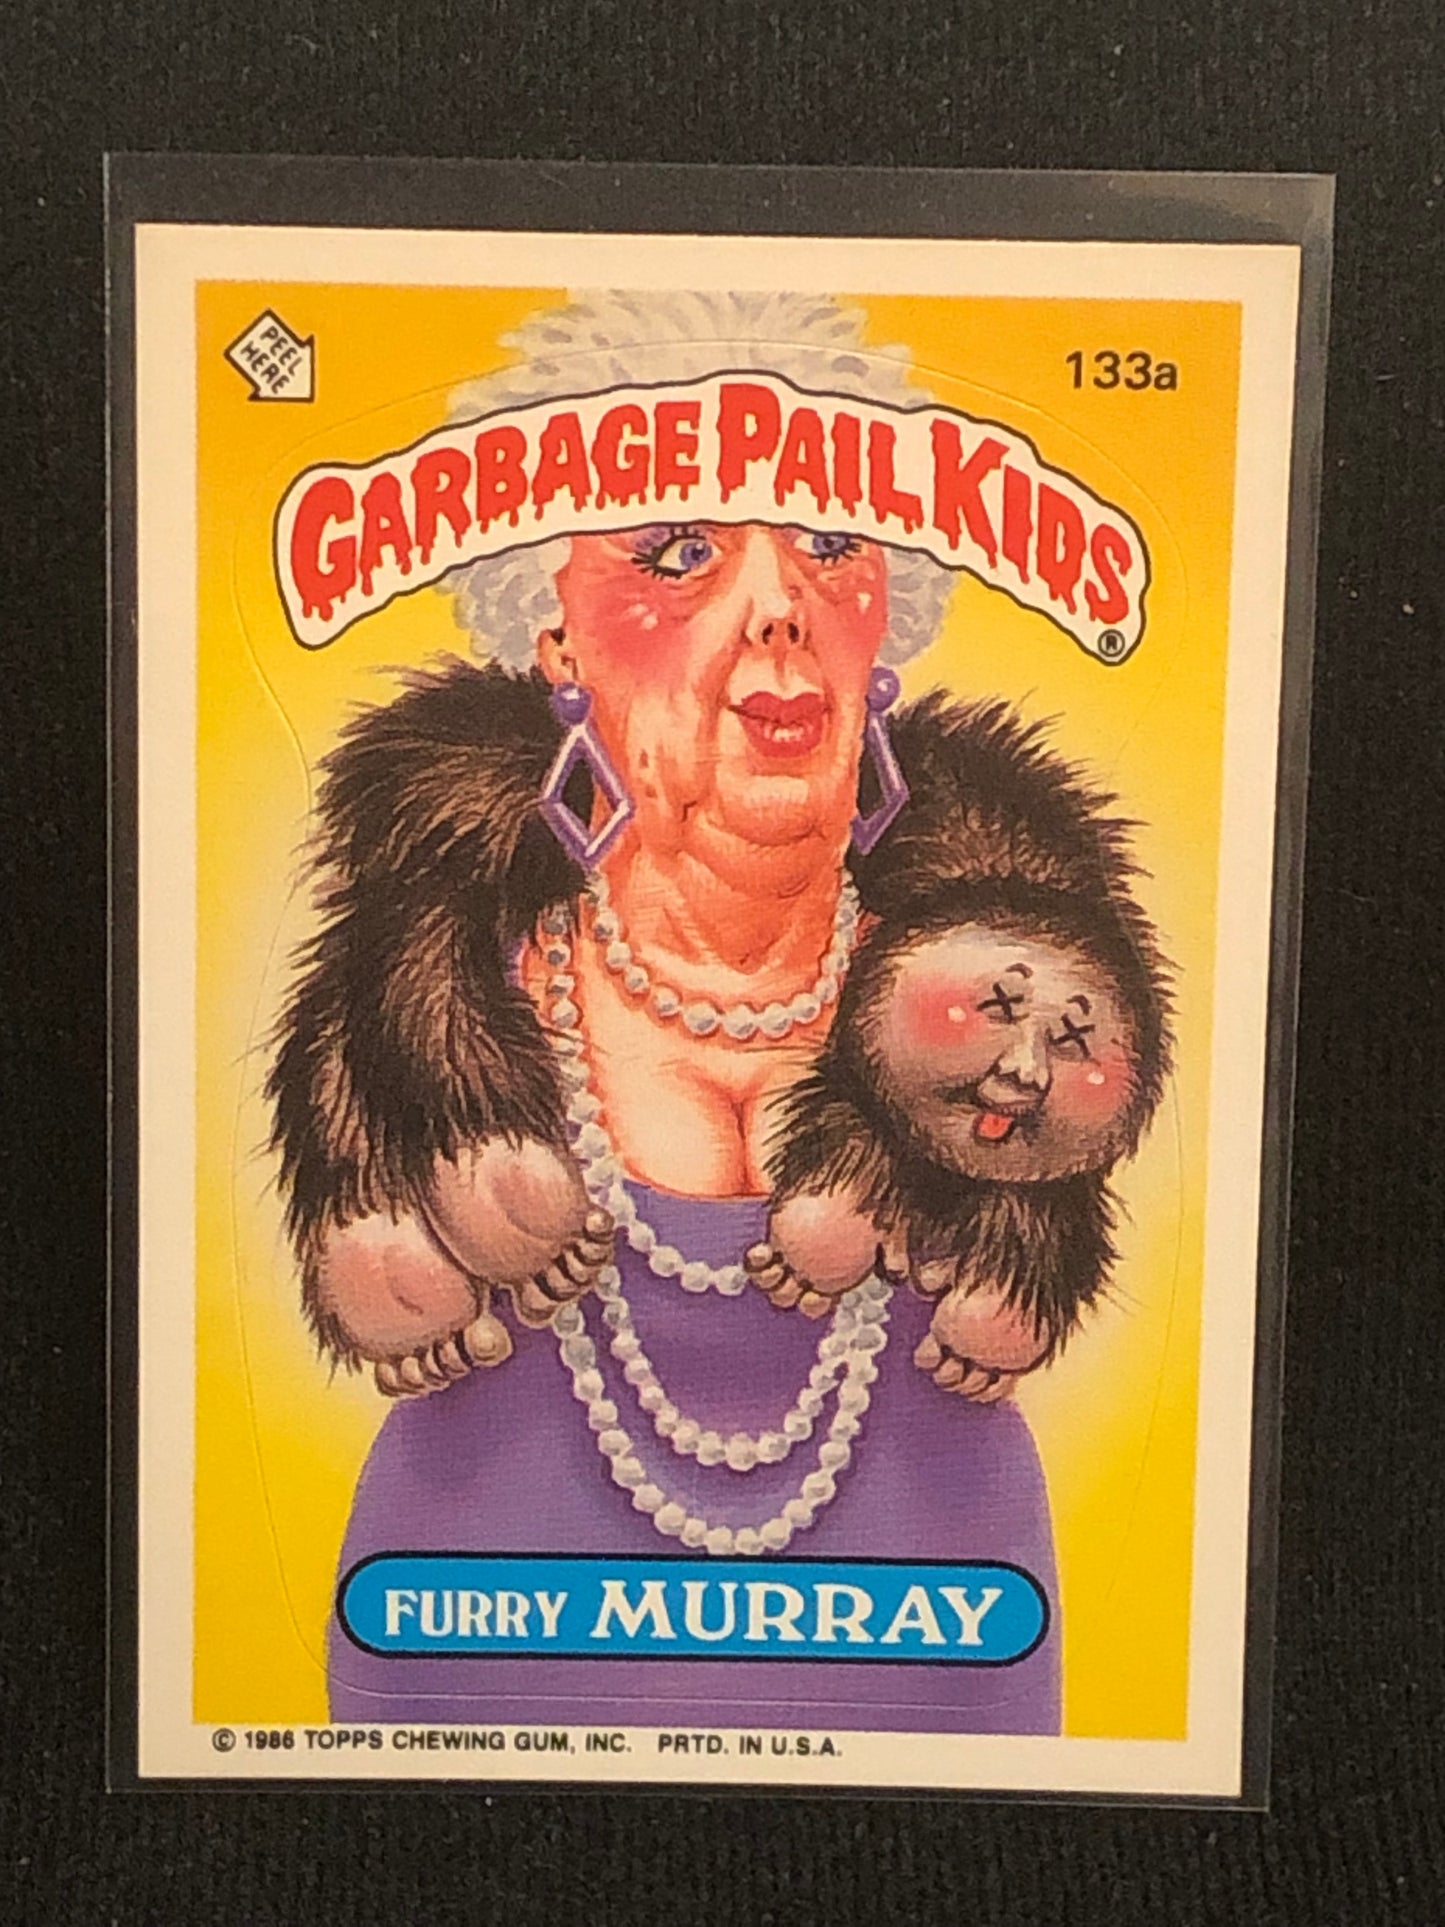 PEEL
HERE
133a
GARBAGE PAIL KIDS
®
FURRY MURRAY
© 1986 TOPPS CHEWING GUM, INC. PRTD. IN U.S.A.